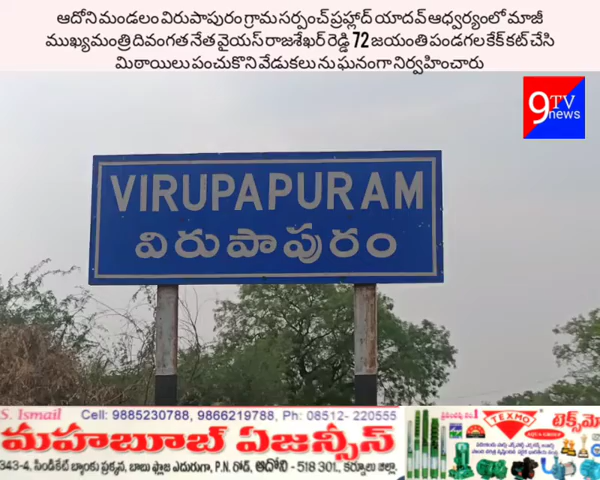 ఆదోని మండలం విరుపాపురం గ్రామ సర్పంచ్ ప్రహ్లాద్ యాదవ్ ఆధ్వర్యంలో మాజీ
ముఖ్యమంత్రి దివంగత నేత వైయస్ రాజశేఖర్ రెడ్డి 72 జయంతి పండగల కేక్ కట్ చేసి
మిఠాయిలు పంచుకొని వేడుకలు ను ఘనంగా నిర్వహించారు
9 TV news
VIRUPAPURAM
విరుపాపురం
S. Ismail Cell: 9885230788, 9866219788, Ph: 08512- 220555
మహబూబ్ ఏజన్సీస్
343-4, సిండికేట్ బ్యాంకు ప్రక్కన, బాబు ఫ్లాజ ఎదురుగా, P.N. రోడ్, ఆదోని - 518 301., కర్నూలు జిల్లా.
TEXMO
టెక్స్‌మో